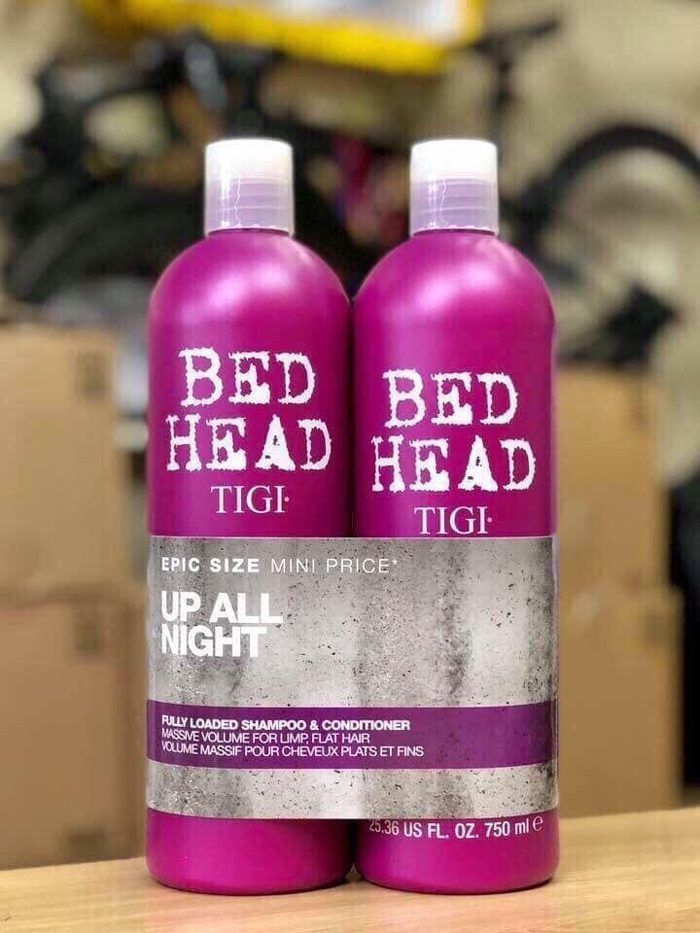 BED
HEAD
TIGI
BED
HEAD
TIGI
EPIC SIZE MINI PRICE*
UP ALL
NIGHT
FULLY LOADED SHAMPOO & CONDITIONER
MASSIVE VOLUME FOR LIMP, FLAT HAIR
VOLUME MASSIF POUR CHEVEUX PLATS ET FINS
25.36 US FL. OZ. 750 ml e